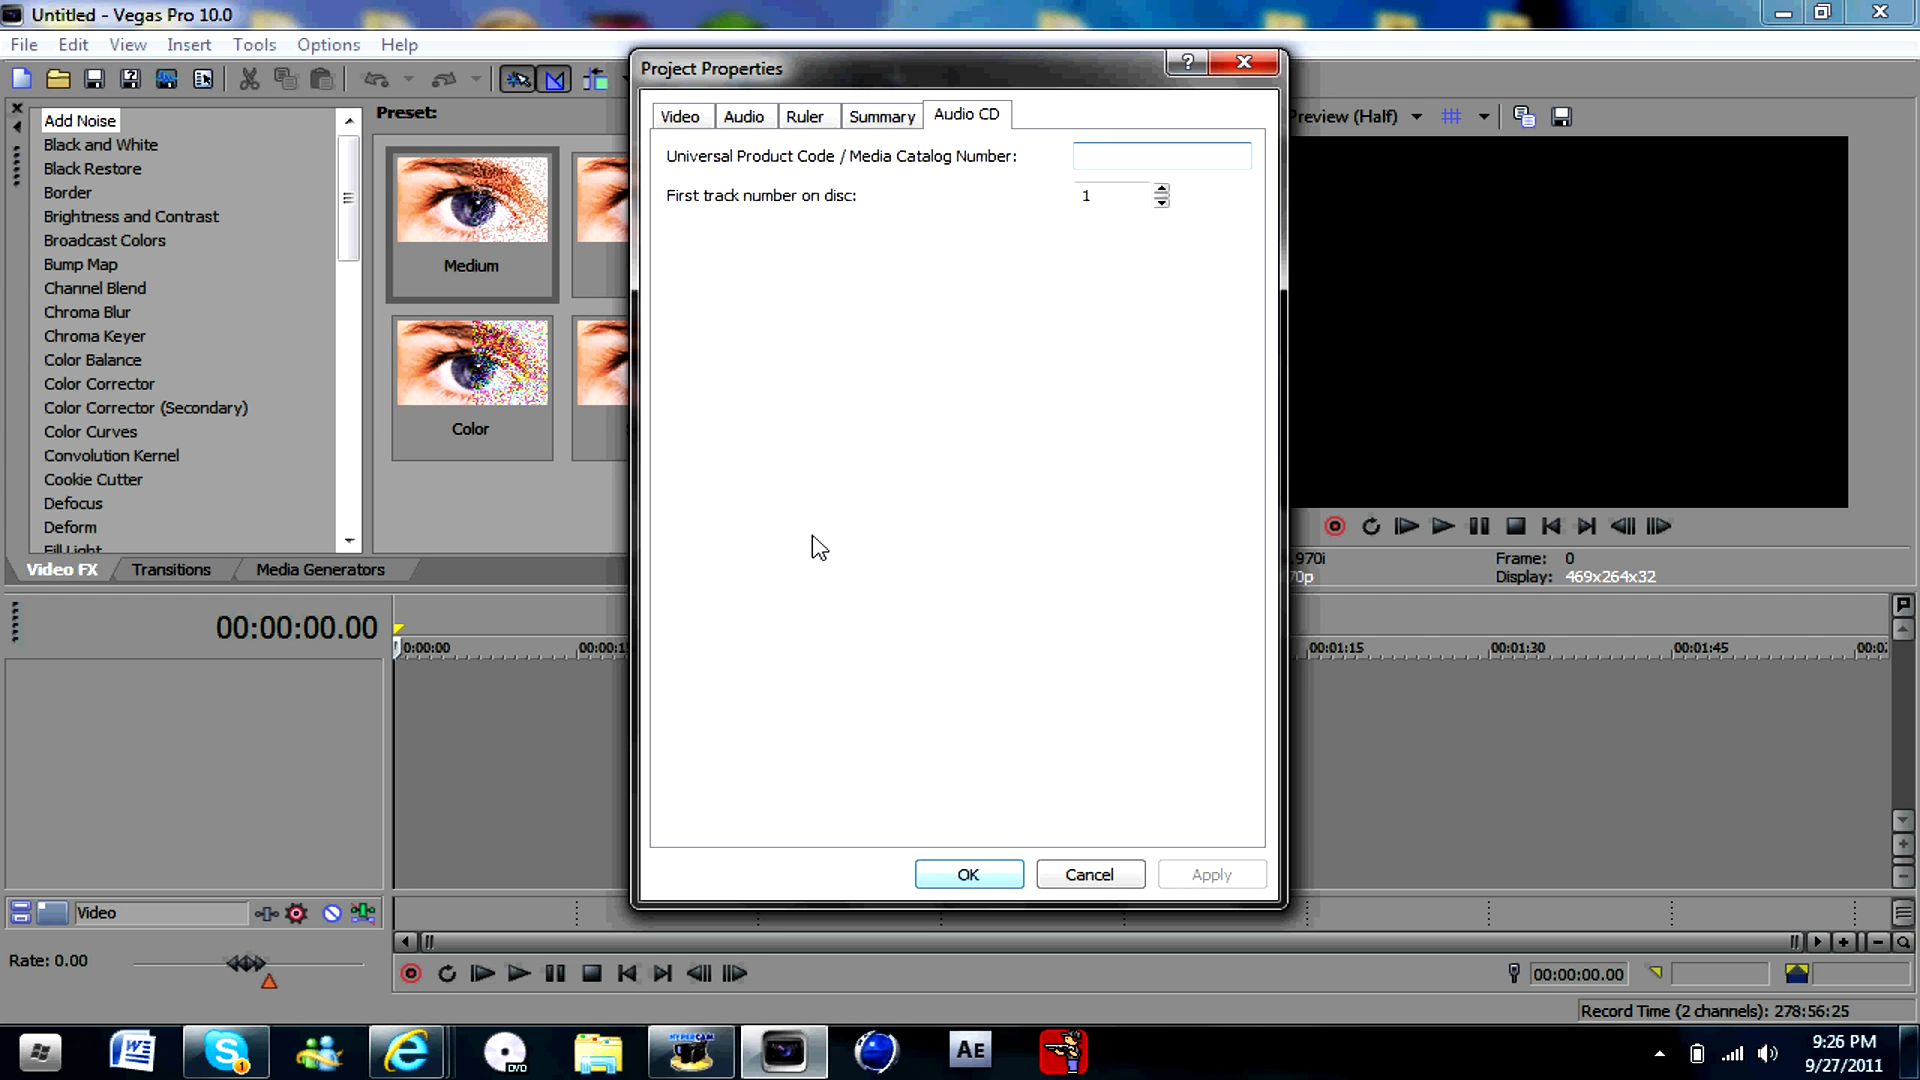 Untitled - Vegas Pro 10.0
File Edit View Insert Tools Options Help
Add Noise
Black and White
Black Restore
Border
Brightness and Contrast
Broadcast Colors
Bump Map
Channel Blend
Chroma Blur
Chroma Keyer
Color Balance
Color Corrector
Color Corrector (Secondary)
Color Curves
Convolution Kernel
Cookie Cutter
Defocus
Deform
Fill Light
Video FX Transitions Media Generators
Preset:
Medium
Color
Project Properties
Video Audio Ruler Summary Audio CD
Universal Product Code / Media Catalog Number:
First track number on disc: 1
OK Cancel Apply
Preview (Half)
.970i Frame: 0
70p Display: 469x264x32
00:00:00.00
0:00:00 00:00:1 00:01:15 00:01:30 00:01:45 00:0
Video
Rate: 0.00
00:00:00.00
Record Time (2 channels): 278:56:25
1
DVD
HYPERCAM
AE
9:26 PM
9/27/2011